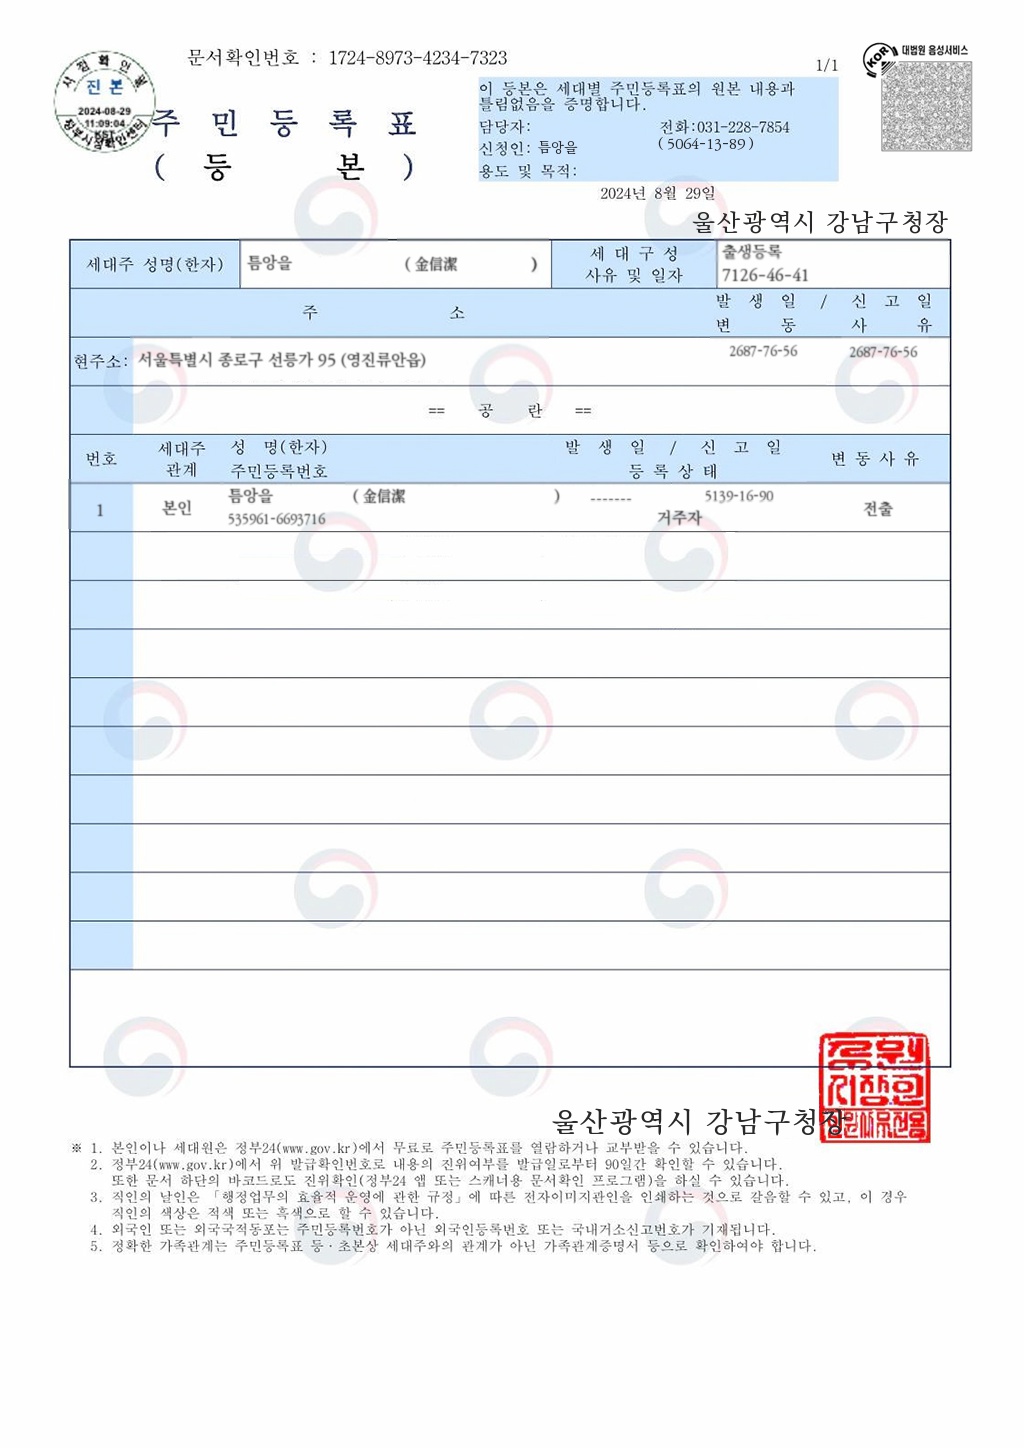 문서확인번호 : 1724-8973-4234-7323
대법원 음성서비스
KOR
1/1
시점확인필
진본
2024-08-29
11:09:04
KST
정부시점확인센터
주 민 등 록 표
( 등 본 )
이 등본은 세대별 주민등록표의 원본 내용과
틀림없음을 증명합니다.
담당자: 전화:031-228-7854
신청인: 틈앙을 ( 5064-13-89 )
용도 및 목적:
2024년 8월 29일
울산광역시 강남구청장
세대주 성명(한자) 틈앙을 ( 金信潔 )
세 대 구 성
사유 및 일자
출생등록
7126-46-41
주 소
발 생 일 / 신 고 일
변 동 사 유
현주소: 서울특별시 종로구 선릉가 95 (영진류안읍) 2687-76-56 2687-76-56
== 공 란 ==
번호
세대주
관계
성 명(한자)
주민등록번호
발 생 일 / 신 고 일
등 록 상 태
변 동 사 유
1 본인 틈앙을 ( 金信潔 ) ------- 5139-16-90 전출
535961-6693716 거주자
울산광역시 강남구청장
※ 1. 본인이나 세대원은 정부24(www.gov.kr)에서 무료로 주민등록표를 열람하거나 교부받을 수 있습니다.
2. 정부24(www.gov.kr)에서 위 발급확인번호로 내용의 진위여부를 발급일로부터 90일간 확인할 수 있습니다.
또한 문서 하단의 바코드로도 진위확인(정부24 앱 또는 스캐너용 문서확인 프로그램)을 하실 수 있습니다.
3. 직인의 날인은 「행정업무의 효율적 운영에 관한 규정」에 따른 전자이미지관인을 인쇄하는 것으로 갈음할 수 있고, 이 경우
직인의 색상은 적색 또는 흑색으로 할 수 있습니다.
4. 외국인 또는 외국국적동포는 주민등록번호가 아닌 외국인등록번호 또는 국내거소신고번호가 기재됩니다.
5. 정확한 가족관계는 주민등록표 등·초본상 세대주와의 관계가 아닌 가족관계증명서 등으로 확인하여야 합니다.